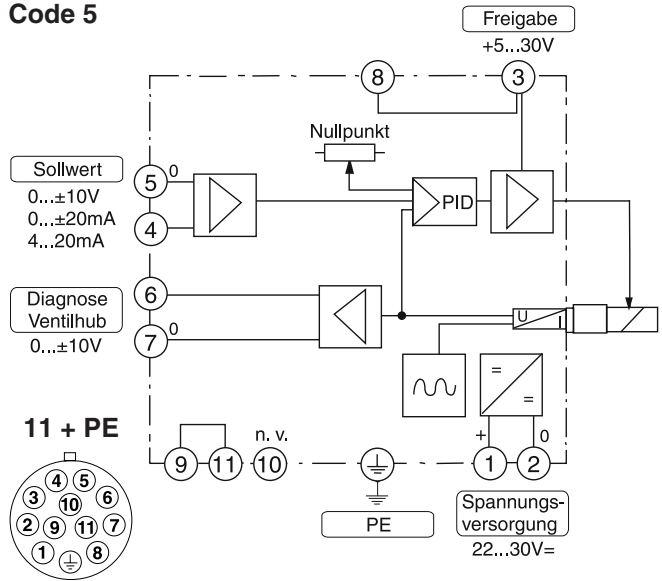 Code 5
Freigabe
+5...30V
8
3
Nullpunkt
Sollwert
0...±10V
0...±20mA
4...20mA
5
0
4
PID
Diagnose
Ventilhub
0...±10V
6
7
0
U
I
=
=
11 + PE
n. v.
+
0
9
11
10
1
2
PE
Spannungs-
versorgung
22...30V=
4
5
3
10
6
2
9
11
7
1
8